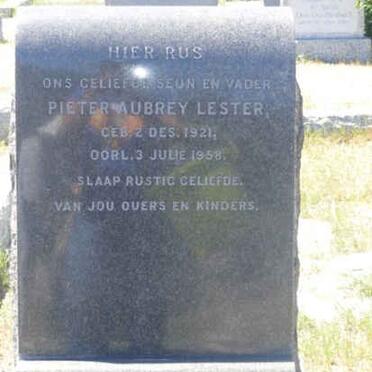 HIER RUS
ONS GELIEFDE SEUN EN VADER
PIETER AUBREY LESTER,
GEB. 2 DES. 1921,
OORL. 3 JULIE 1958.
SLAAP RUSTIG GELIEFDE.
VAN JOU OUERS EN KINDERS.